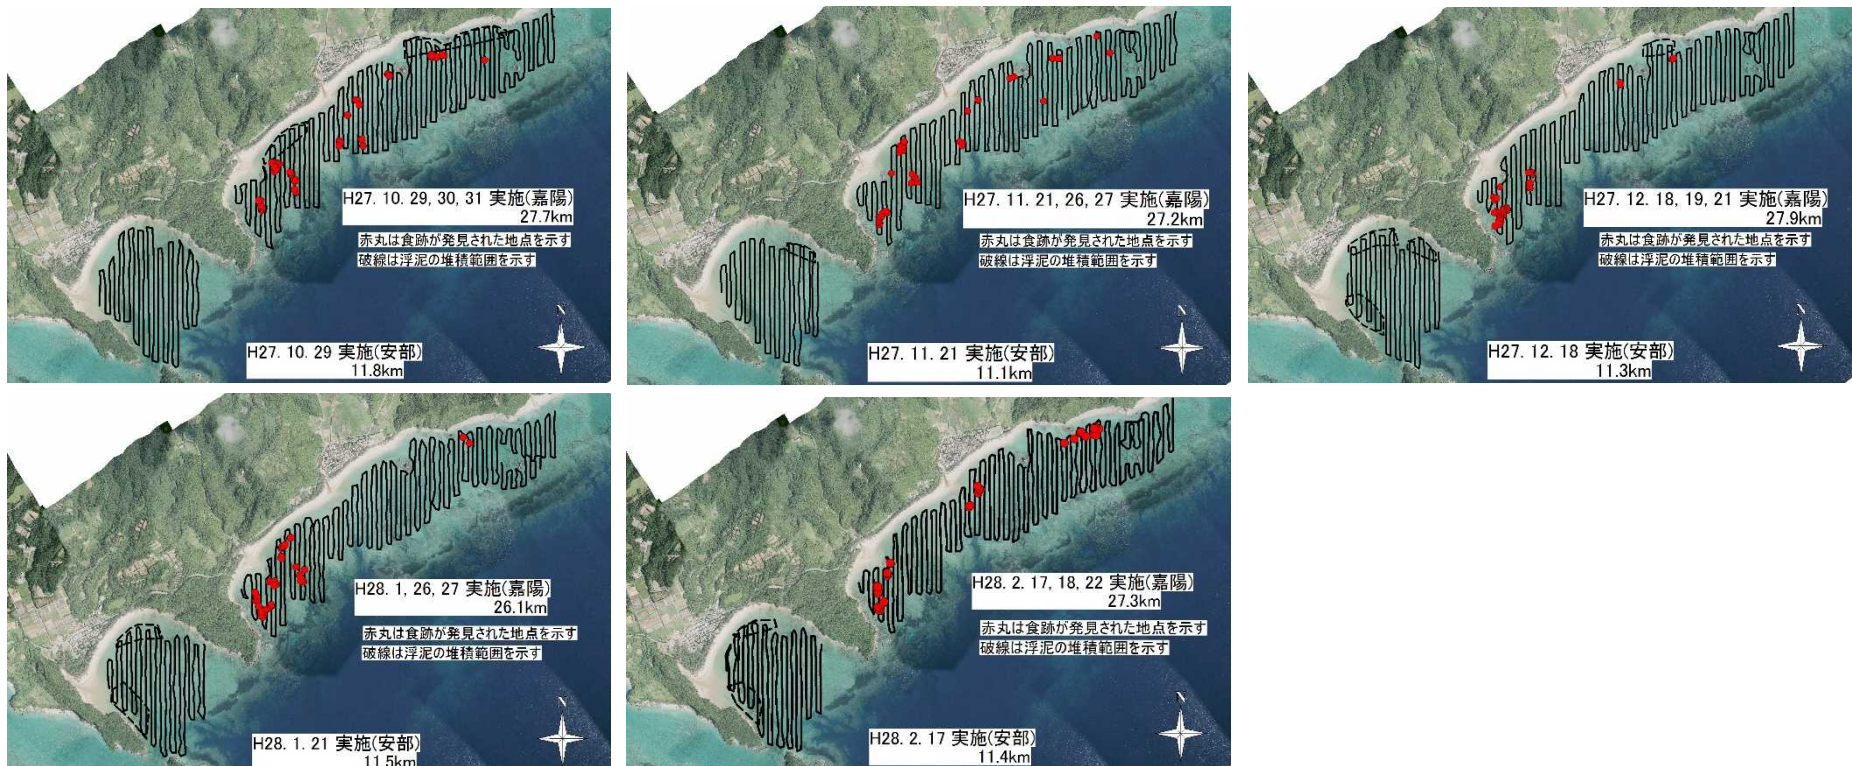 H27. 10. 29, 30, 31 実施(嘉陽)
27.7km
赤丸は食跡が発見された地点を示す
破線は浮泥の堆積範囲を示す
N
H27. 10. 29 実施(安部)
11.8km
H27. 11. 21, 26, 27 実施(嘉陽)
27.2km
赤丸は食跡が発見された地点を示す
破線は浮泥の堆積範囲を示す
N
H27. 11. 21 実施(安部)
11.1km
H27. 12. 18, 19, 21 実施(嘉陽)
27.9km
赤丸は食跡が発見された地点を示す
破線は浮泥の堆積範囲を示す
N
H27. 12. 18 実施(安部)
11.3km
H28. 1, 26, 27 実施(嘉陽)
26.1km
赤丸は食跡が発見された地点を示す
破線は浮泥の堆積範囲を示す
N
H28. 1. 21 実施(安部)
11.5km
H28. 2. 17, 18, 22 実施(嘉陽)
27.3km
赤丸は食跡が発見された地点を示す
破線は浮泥の堆積範囲を示す
N
H28. 2. 17 実施(安部)
11.4km